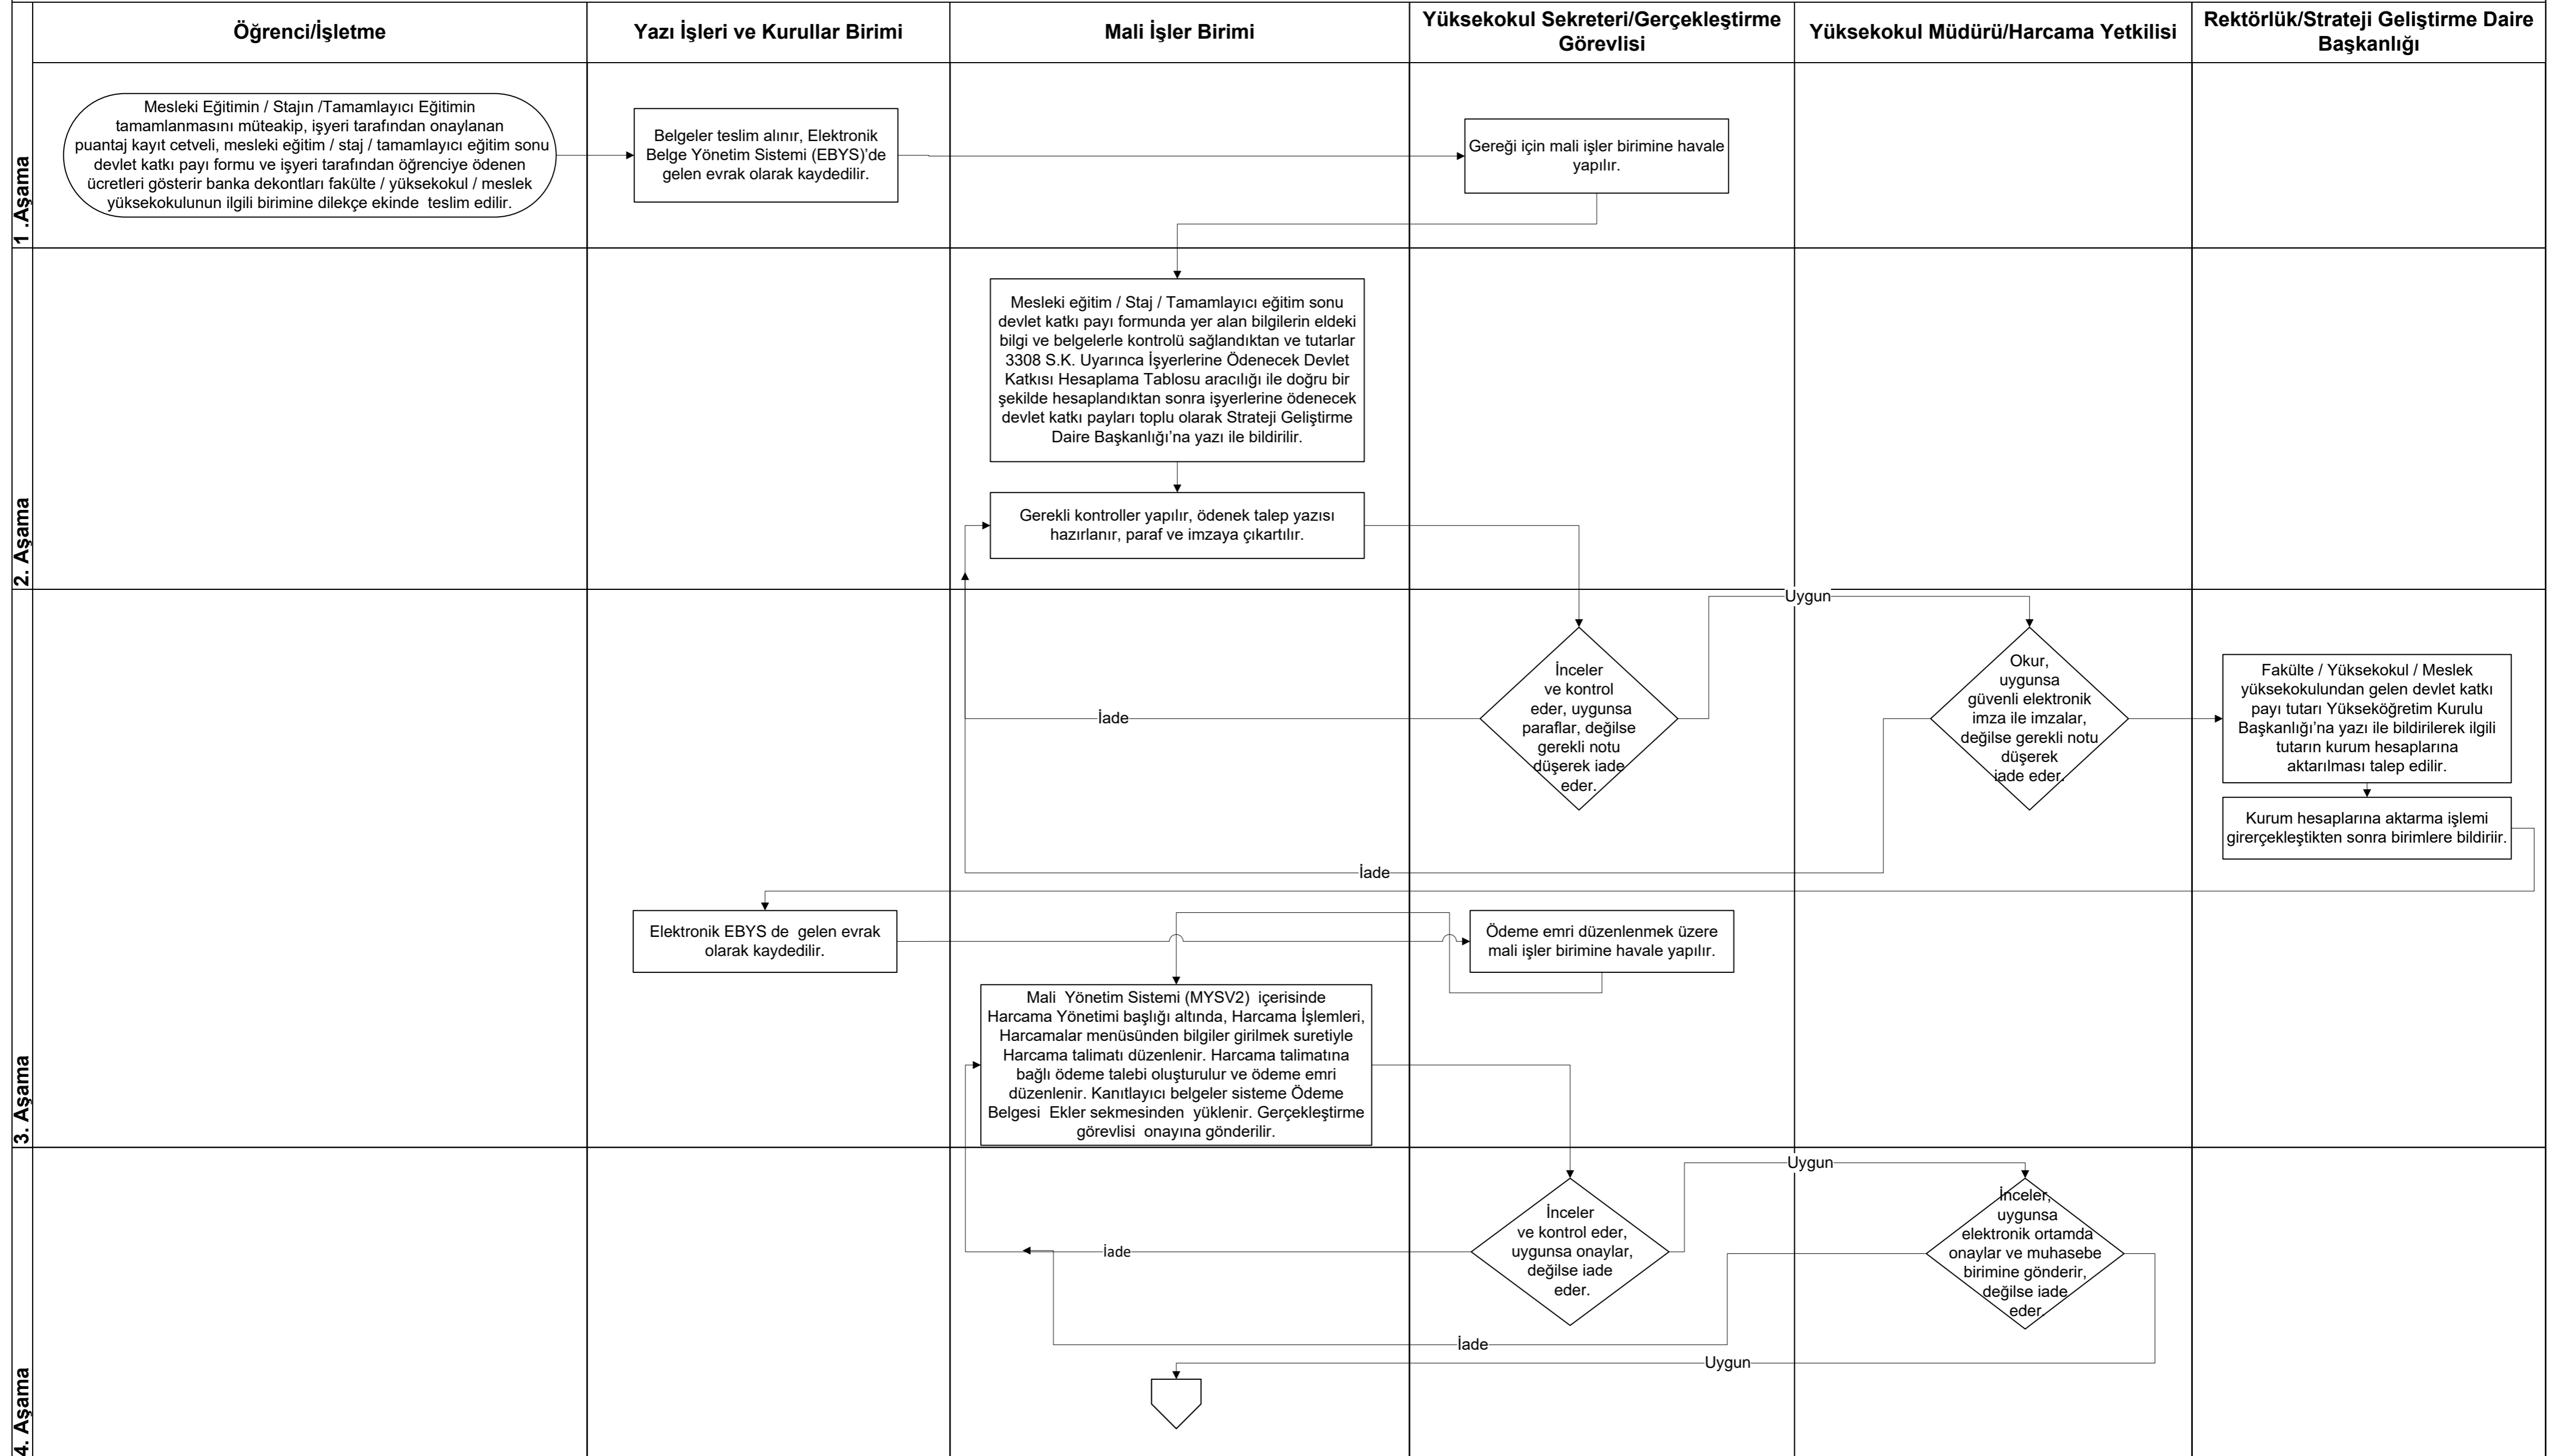 Öğrenci/İşletme
Yazı İşleri ve Kurullar Birimi
Mali İşler Birimi
Yüksekokul Sekreteri/Gerçekleştirme
Görevlisi
Yüksekokul Müdürü/Harcama Yetkilisi
Rektörlük/Strateji Geliştirme Daire
Başkanlığı
1 .Aşama
Mesleki Eğitimin / Stajın /Tamamlayıcı Eğitimin
tamamlanmasını müteakip, işyeri tarafından onaylanan
puantaj kayıt cetveli, mesleki eğitim / staj / tamamlayıcı eğitim sonu
devlet katkı payı formu ve işyeri tarafından öğrenciye ödenen
ücretleri gösterir banka dekontları fakülte / yüksekokul / meslek
yüksekokulunun ilgili birimine dilekçe ekinde  teslim edilir.
Belgeler teslim alınır, Elektronik
Belge Yönetim Sistemi (EBYS)’de
gelen evrak olarak kaydedilir.
Gereği için mali işler birimine havale
yapılır.
2. Aşama
Mesleki eğitim / Staj / Tamamlayıcı eğitim sonu
devlet katkı payı formunda yer alan bilgilerin eldeki
bilgi ve belgelerle kontrolü sağlandıktan ve tutarlar
3308 S.K. Uyarınca İşyerlerine Ödenecek Devlet
Katkısı Hesaplama Tablosu aracılığı ile doğru bir
şekilde hesaplandıktan sonra işyerlerine ödenecek
devlet katkı payları toplu olarak Strateji Geliştirme
Daire Başkanlığı’na yazı ile bildirilir.
Gerekli kontroller yapılır, ödenek talep yazısı
hazırlanır, paraf ve imzaya çıkartılır.
3. Aşama
Uygun
İade
İnceler
ve kontrol
eder, uygunsa
paraflar, değilse
gerekli notu
düşerek iade
eder.
Okur,
uygunsa
güvenli elektronik
imza ile imzalar,
değilse gerekli notu
düşerek
iade eder.
Fakülte / Yüksekokul / Meslek
yüksekokulundan gelen devlet katkı
payı tutarı Yükseköğretim Kurulu
Başkanlığı’na yazı ile bildirilerek ilgili
tutarın kurum hesaplarına
aktarılması talep edilir.
Kurum hesaplarına aktarma işlemi
girerçekleştikten sonra birimlere bildiriir.
İade
Elektronik EBYS de  gelen evrak
olarak kaydedilir.
Ödeme emri düzenlenmek üzere
mali işler birimine havale yapılır.
Mali  Yönetim Sistemi (MYSV2)  içerisinde
Harcama Yönetimi başlığı altında, Harcama İşlemleri,
Harcamalar menüsünden bilgiler girilmek suretiyle
Harcama talimatı düzenlenir. Harcama talimatına
bağlı ödeme talebi oluşturulur ve ödeme emri
düzenlenir. Kanıtlayıcı belgeler sisteme Ödeme
Belgesi  Ekler sekmesinden  yüklenir. Gerçekleştirme
görevlisi  onayına gönderilir.
4. Aşama
Uygun
İade
İnceler
ve kontrol eder,
uygunsa onaylar,
değilse iade
eder.
İnceler,
uygunsa
elektronik ortamda
onaylar ve muhasebe
birimine gönderir,
değilse iade
eder.
İade
Uygun